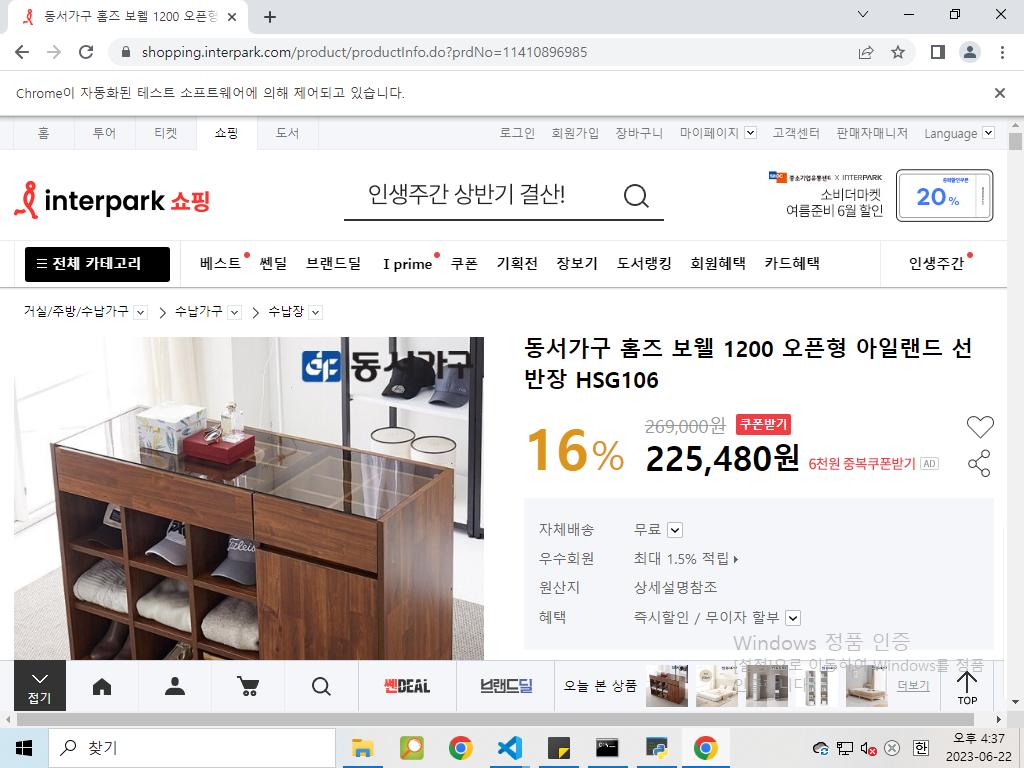 동서가구 홈즈 보웰 1200 오픈형
shopping.interpark.com/product/productInfo.do?prdNo=11410896985
Chrome이 자동화된 테스트 소프트웨어에 의해 제어되고 있습니다.
홈 투어 티켓 쇼핑 도서 로그인 회원가입 장바구니 마이페이지 고객센터 판매자매니저 Language
interpark 쇼핑
인생주간 상반기 결산!
중소기업유통센터 X INTERPARK
소비더마켓
여름준비 6월 할인
20%
전체 카테고리 베스트 쎈딜 브랜드딜 I prime 쿠폰 기획전 장보기 도서랭킹 회원혜택 카드혜택 인생주간
거실/주방/수납가구 수납가구 수납장
동서가구
동서가구 홈즈 보웰 1200 오픈형 아일랜드 선
반장 HSG106
16% 269,000원 쿠폰받기
225,480원 6천원 중복쿠폰받기 AD
자체배송 무료
우수회원 최대 1.5% 적립
원산지 상세설명참조
혜택 즉시할인 / 무이자 할부
Titleis
Windows 정품 인증
[설정]으로 이동하여 Windows를 정품
접기 쎈DEAL 브랜드딜 오늘 본 상품 더보기 TOP
찾기
한
오후 4:37
2023-06-22